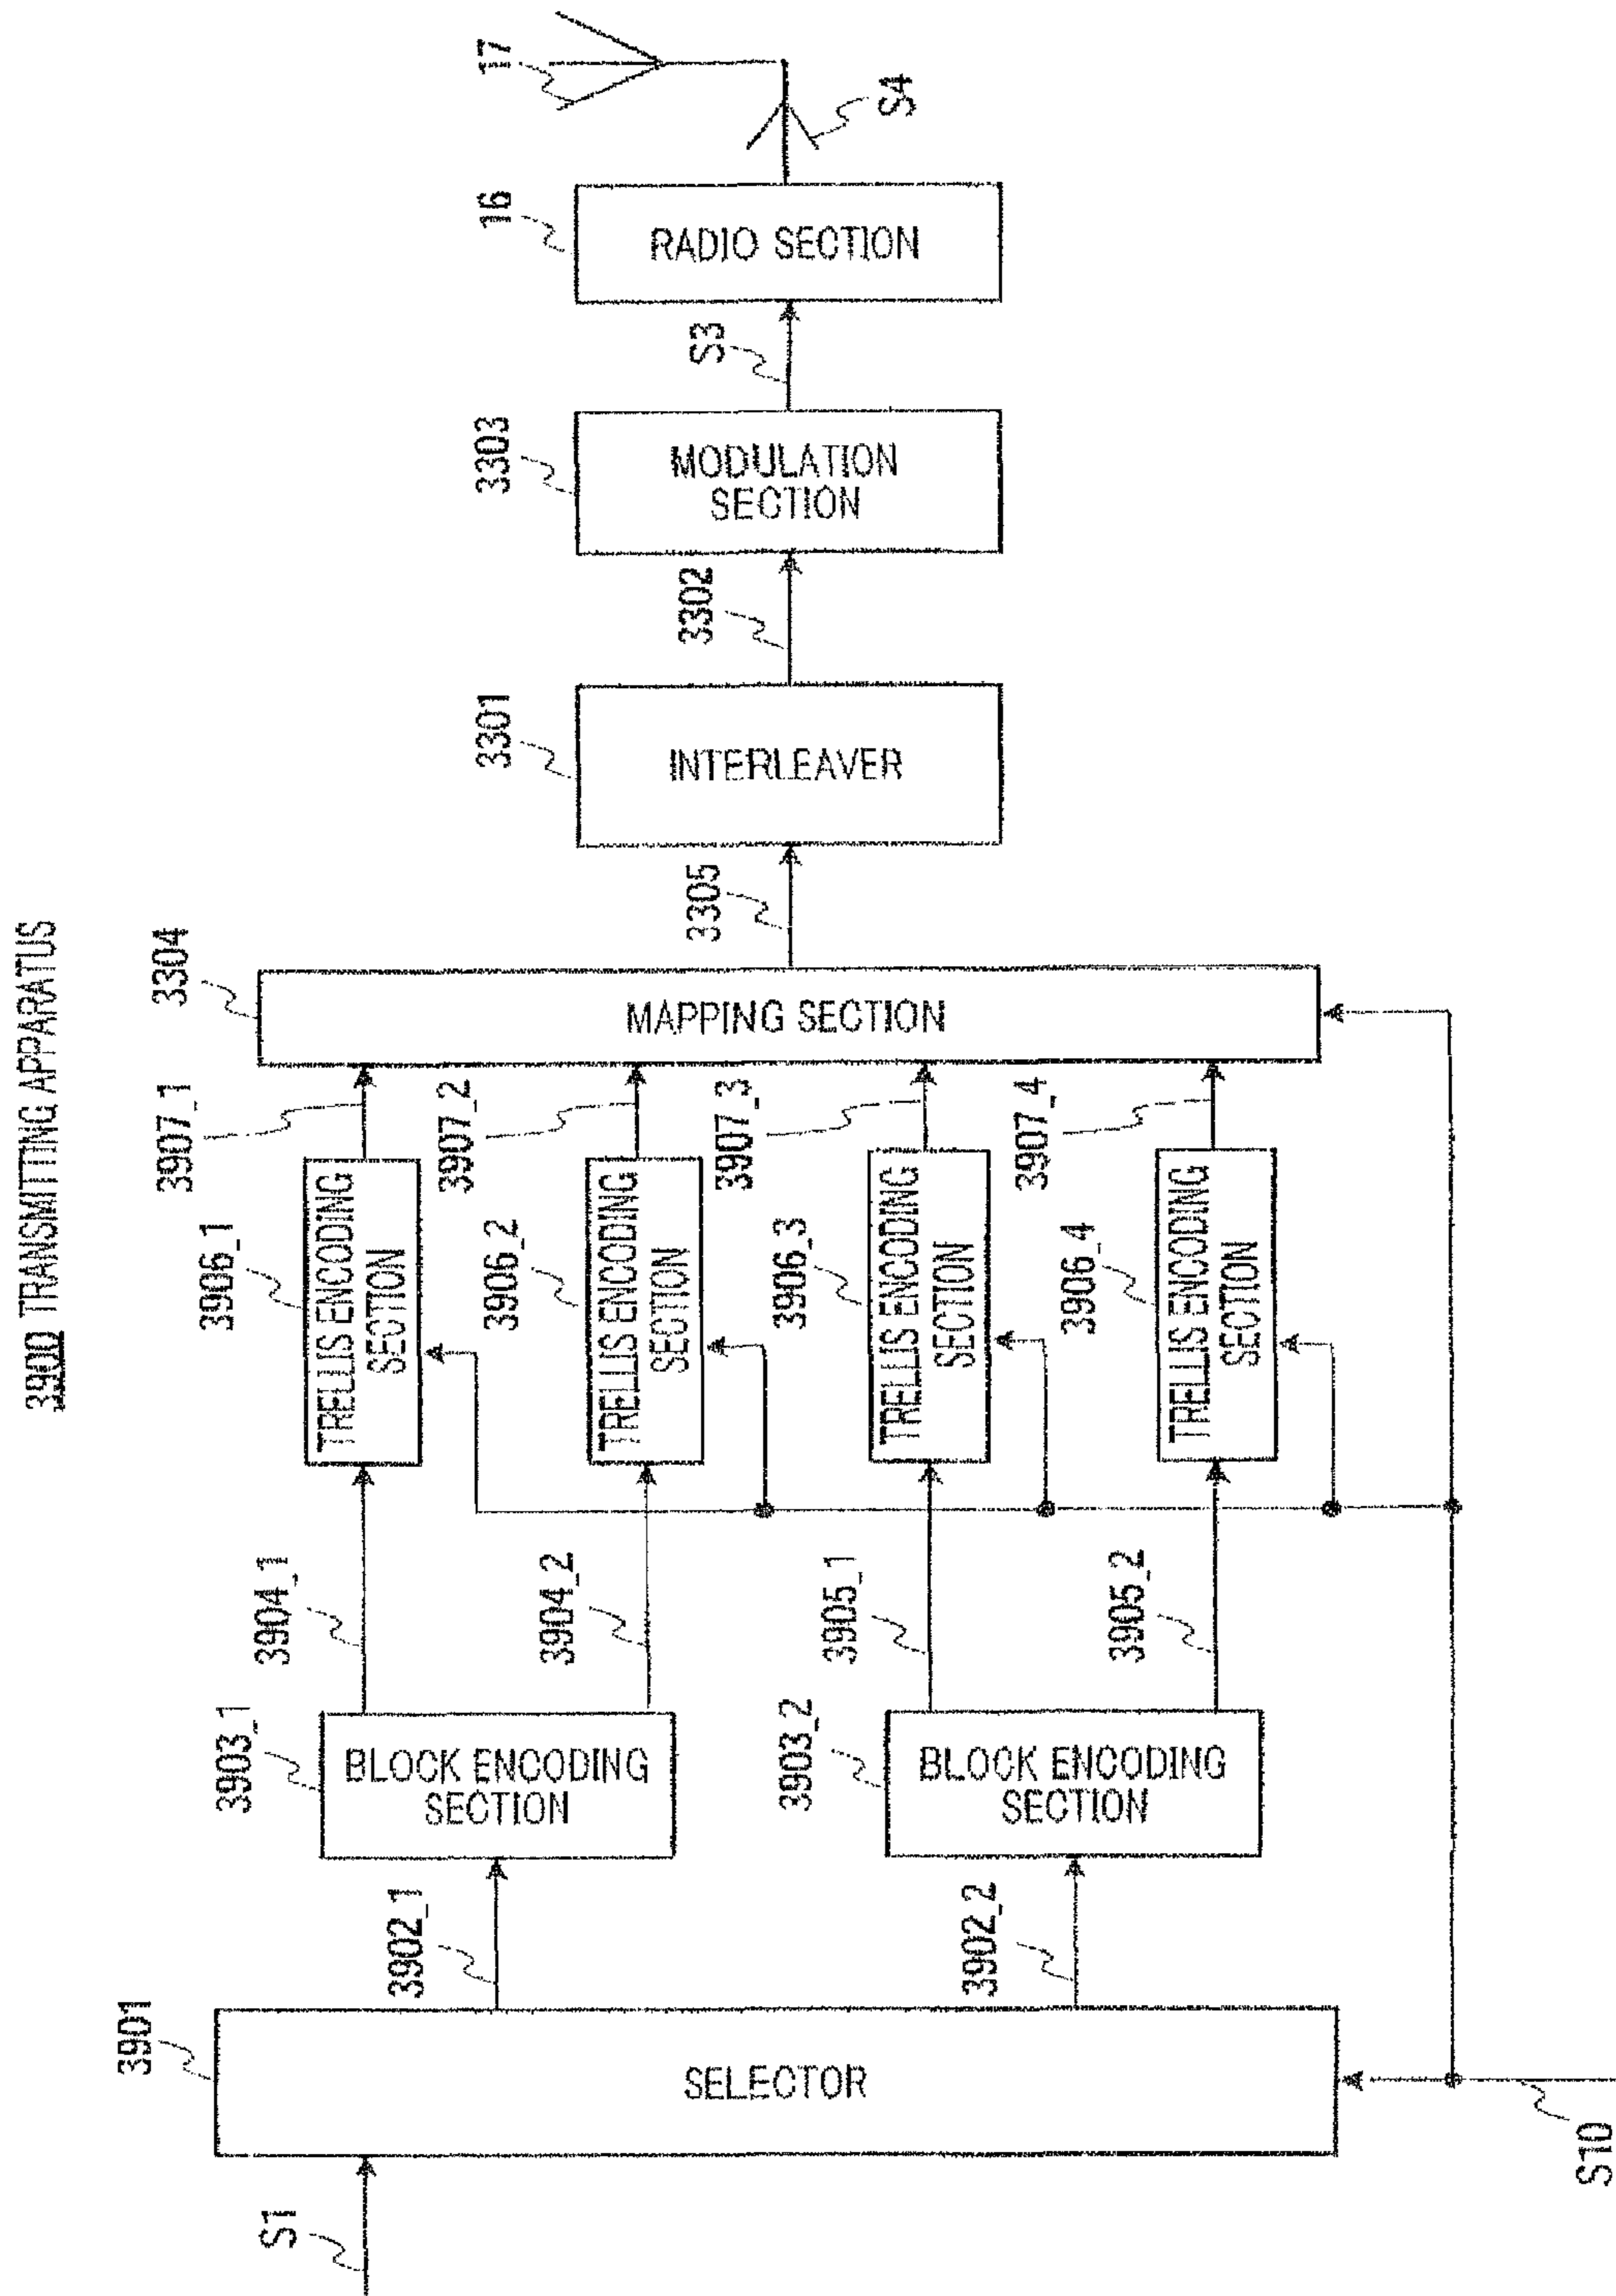 3900 TRANSMITTING APPARATUS
S1
3901
SELECTOR
S10
3902_1
3902_2
3903_1
BLOCK ENCODING
SECTION
3903_2
BLOCK ENCODING
SECTION
3904_1
3904_2
3905_1
3905_2
3906_1
TRELLIS ENCODING
SECTION
3906_2
TRELLIS ENCODING
SECTION
3906_3
TRELLIS ENCODING
SECTION
3906_4
TRELLIS ENCODING
SECTION
3907_1
3907_2
3907_3
3907_4
3304
MAPPING SECTION
3305
3301
INTERLEAVER
3302
3303
MODULATION
SECTION
S3
16
RADIO SECTION
S4
17